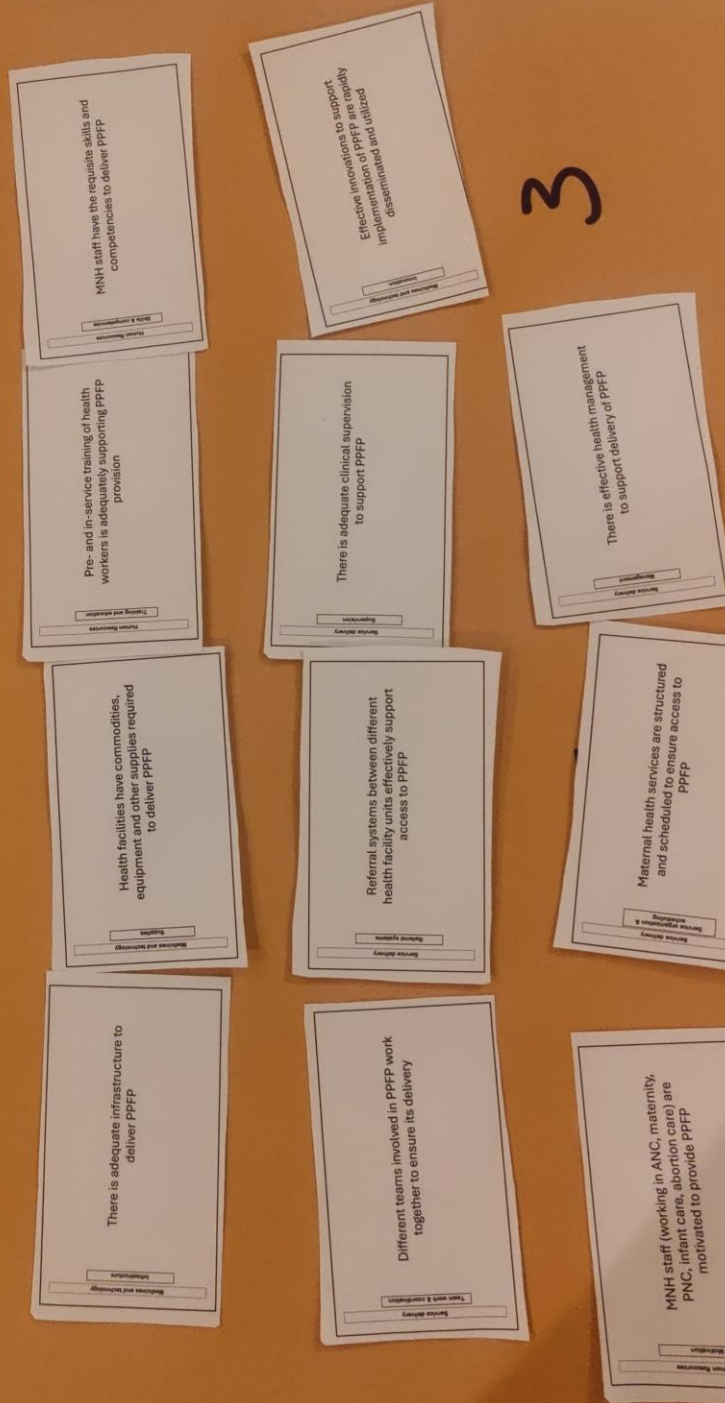 Medicines and technology
Infrastructure
There is adequate infrastructure to
deliver PPFP
Medicines and technology
Supplies
Health facilities have commodities,
equipment and other supplies required
to deliver PPFP
Human Resources
Training and education
Pre- and in-service training of health
workers is adequately supporting PPFP
provision
Human Resources
Skills & competencies
MNH staff have the requisite skills and
competencies to deliver PPFP
Service delivery
Team work & coordination
Different teams involved in PPFP work
together to ensure its delivery
Service delivery
Referral systems
Referral systems between different
health facility units effectively support
access to PPFP
Service delivery
Supervision
There is adequate clinical supervision
to support PPFP
Medicines and technology
Innovation
Effective innovations to support
implementation of PPFP are rapidly
disseminated and utilized
Resources
Motivation
MNH staff (working in ANC, maternity,
PNC, infant care, abortion care) are
motivated to provide PPFP
Service delivery
Service organization &
scheduling
Maternal health services are structured
and scheduled to ensure access to
PPFP
Service delivery
Management
There is effective health management
to support delivery of PPFP
3